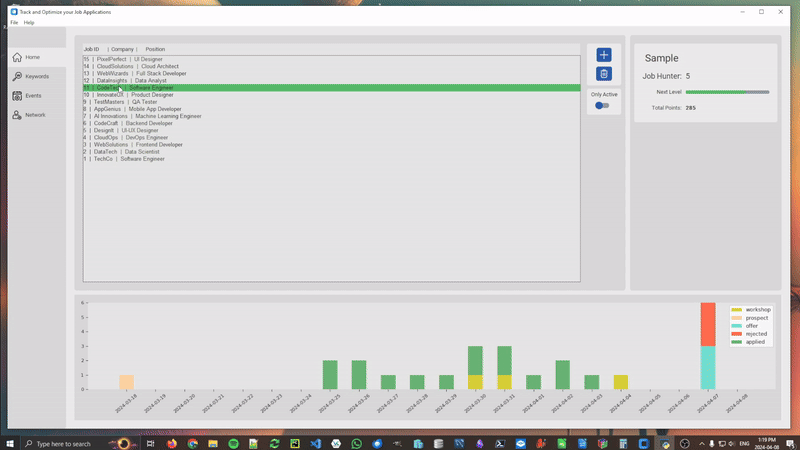 Track and Optimize your Job Applications
File Help
Home
Keywords
Events
Network
Job ID | Company | Position
15 | PixelPerfect | UI Designer
14 | CloudSolutions | Cloud Architect
13 | WebWizards | Full Stack Developer
12 | DataInsights | Data Analyst
11 | CodeTech | Software Engineer
10 | InnovateUX | Product Designer
9 | TestMasters | QA Tester
8 | AppGenius | Mobile App Developer
7 | AI Innovations | Machine Learning Engineer
6 | CodeCraft | Backend Developer
5 | DesignIt | UI-UX Designer
4 | CloudOps | DevOps Engineer
3 | WebSolutions | Frontend Developer
2 | DataTech | Data Scientist
1 | TechCo | Software Engineer
Only Active
Sample
Job Hunter: 5
Next Level
Total Points: 285
6
5
4
3
2
1
0
workshop
prospect
offer
rejected
applied
2024-03-18
2024-03-19
2024-03-20
2024-03-21
2024-03-22
2024-03-23
2024-03-24
2024-03-25
2024-03-26
2024-03-27
2024-03-28
2024-03-29
2024-03-30
2024-03-31
2024-04-01
2024-04-02
2024-04-03
2024-04-04
2024-04-05
2024-04-06
2024-04-07
2024-04-08
Type here to search
ENG
1:19 PM
2024-04-08